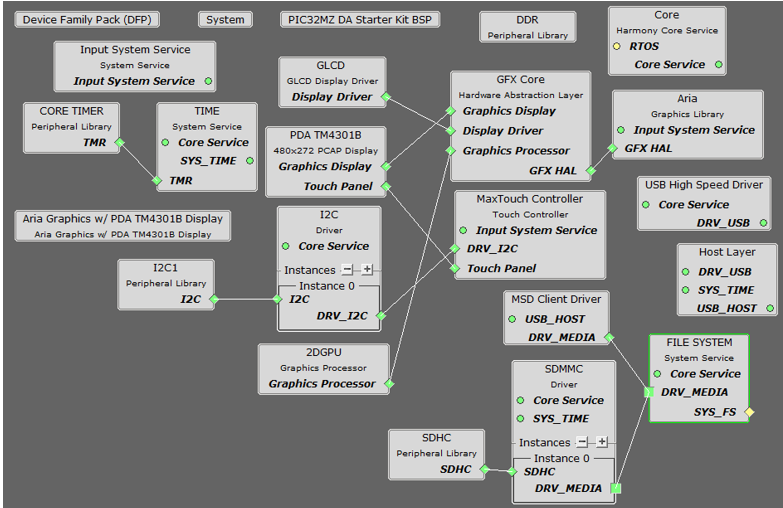 Device Family Pack (DFP)
System
PIC32MZ DA Starter Kit BSP
DDR
Peripheral Library
Core
Harmony Core Service
RTOS
Core Service
Input System Service
System Service
Input System Service
GLCD
GLCD Display Driver
Display Driver
GFX Core
Hardware Abstraction Layer
Graphics Display
Display Driver
Graphics Processor
GFX HAL
Aria
Graphics Library
Input System Service
GFX HAL
CORE TIMER
Peripheral Library
TMR
TIME
System Service
Core Service
SYS_TIME
TMR
PDA TM4301B
480x272 PCAP Display
Graphics Display
Touch Panel
MaxTouch Controller
Touch Controller
Input System Service
DRV_I2C
Touch Panel
USB High Speed Driver
Core Service
DRV_USB
Aria Graphics w/ PDA TM4301B Display
Aria Graphics w/ PDA TM4301B Display
I2C
Driver
Core Service
Instances
Instance 0
I2C
DRV_I2C
Host Layer
DRV_USB
SYS_TIME
USB_HOST
I2C1
Peripheral Library
I2C
MSD Client Driver
USB_HOST
DRV_MEDIA
2DGPU
Graphics Processor
Graphics Processor
FILE SYSTEM
System Service
Core Service
DRV_MEDIA
SYS_FS
SDMMC
Driver
Core Service
SYS_TIME
Instances
Instance 0
SDHC
DRV_MEDIA
SDHC
Peripheral Library
SDHC